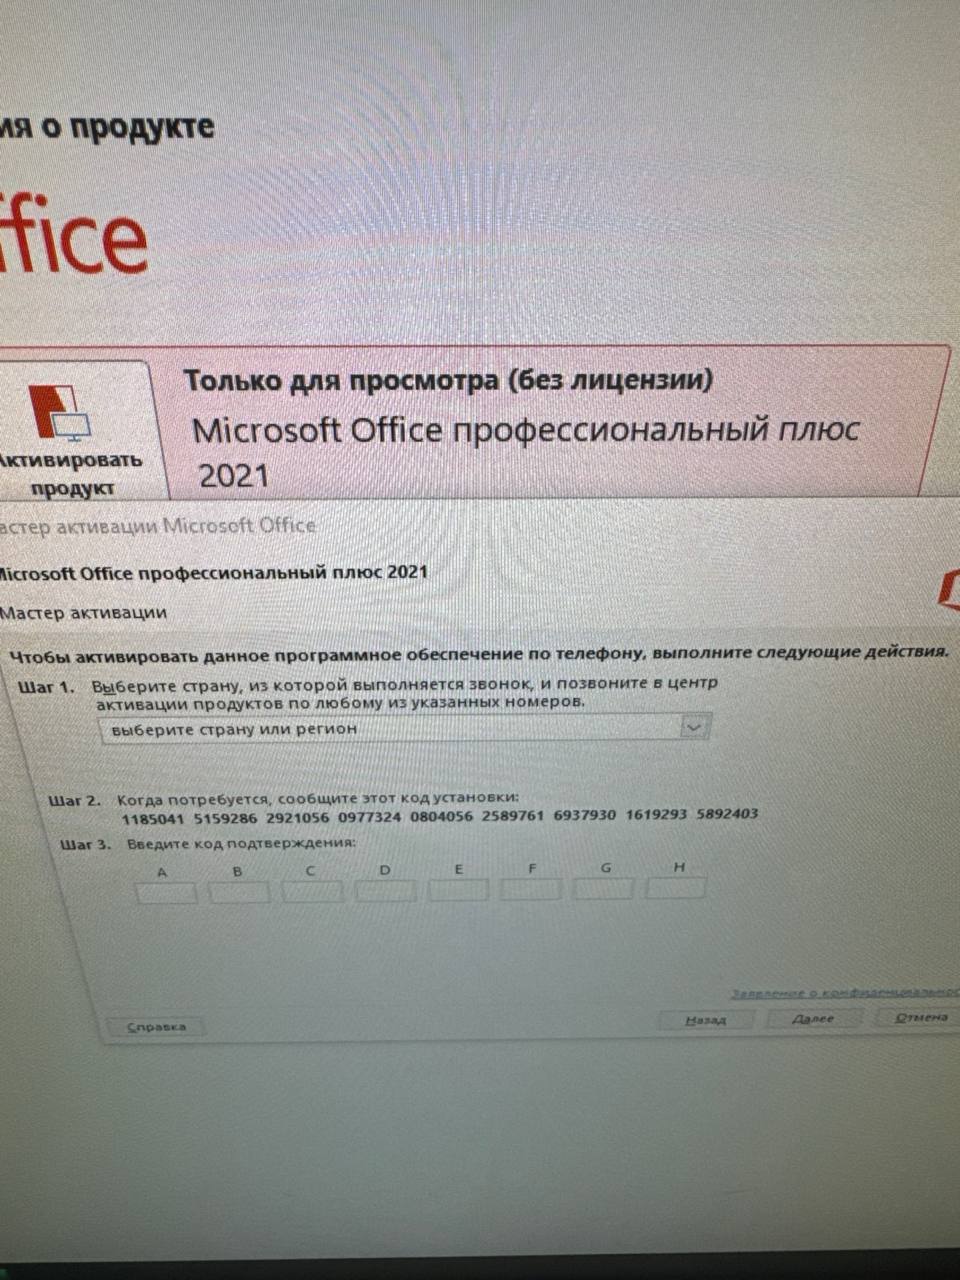 ия о продукте
ffice
Только для просмотра (без лицензии)
Microsoft Office профессиональный плюс
2021
Активировать
продукт
астер активации Microsoft Office
Microsoft Office профессиональный плюс 2021
Мастер активации
Чтобы активировать данное программное обеспечение по телефону, выполните следующие действия.
Шаг 1. Выберите страну, из которой выполняется звонок, и позвоните в центр
активации продуктов по любому из указанных номеров.
выберите страну или регион
Шаг 2. Когда потребуется, сообщите этот код установки:
1185041 5159286 2921056 0977324 0804056 2589761 6937930 1619293 5892403
Шаг 3. Введите код подтверждения:
A B C D E F G H
Заявление о конфиденциальнос
Справка Назад Далее Отмена